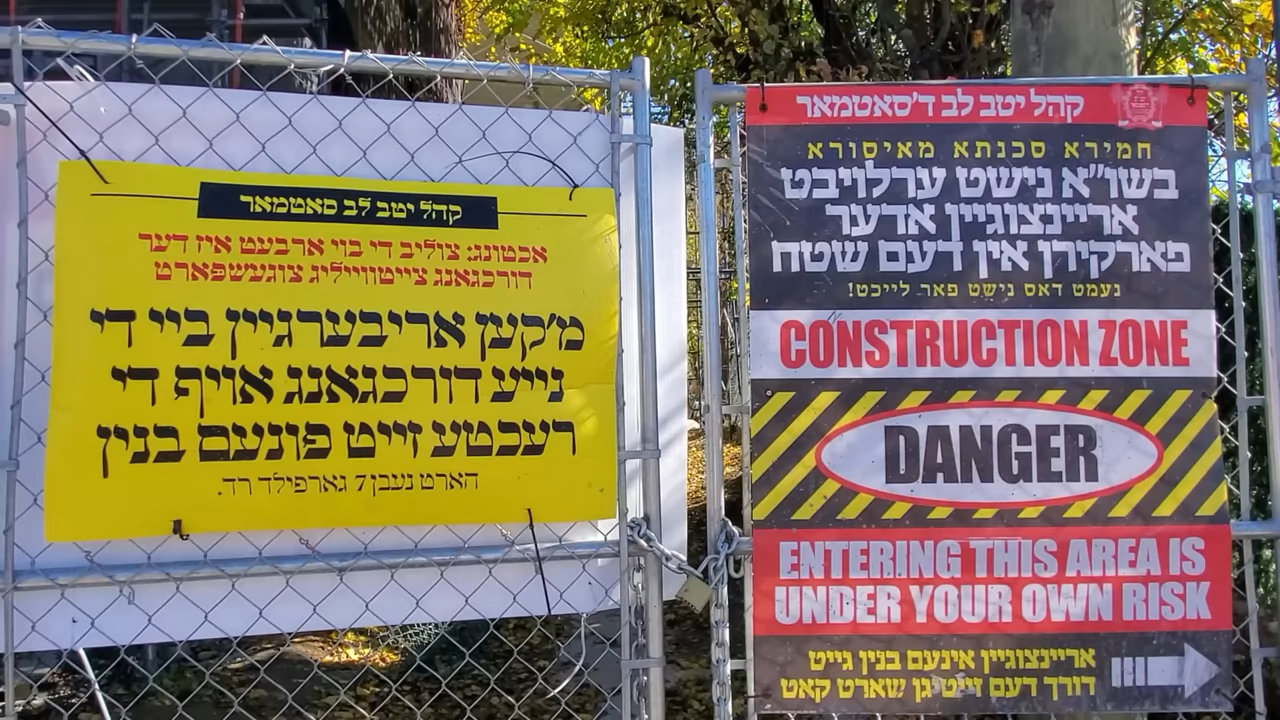 קהל יטב לב סאטמאר
אכטונג: צוליב די בוי ארבעט איז דער
דורכגאנג צייטווייליג צוגעשפארט
מ'קען אריבערגיין ביי די
נייע דורכגאנג אויף די
רעכטע זייט פונעם בנין
הארט נעבן 7 גארפילד רד.
קהל יטב לב ד'סאטמאר
חמירא סכנתא מאיסורא
בשו"א נישט ערלויבט
אריינצוגיין אדער
פארקירן אין דעם שטח
נעמט דאס נישט פאר לייכט!
CONSTRUCTION ZONE
DANGER
ENTERING THIS AREA IS
UNDER YOUR OWN RISK
אריינצוגיין אינעם בנין גייט
דורך דעם זייט גן שארט קאט